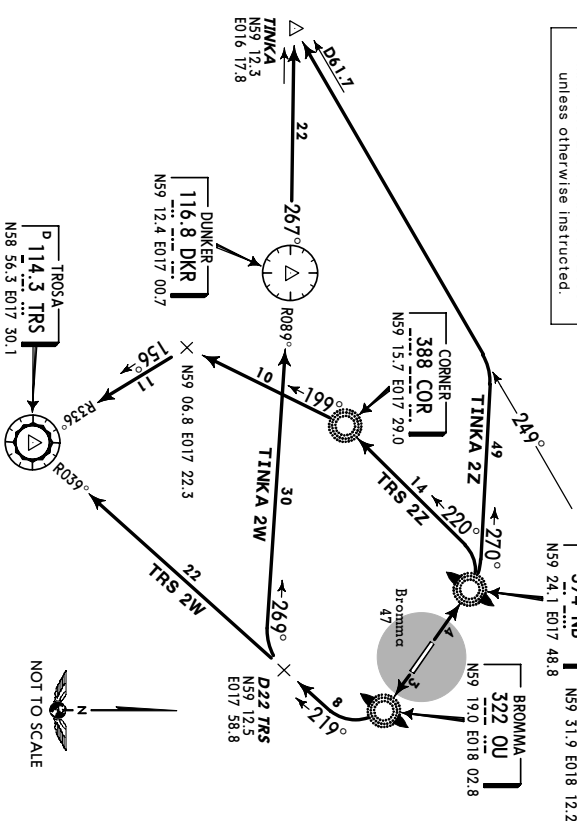 unless otherwise instructed.
TINKA
N59 12.3
E016 17.8
D61.7
22
267°
DUNKER
116.8 DKR
N59 12.4 E017 00.7
R089°
TROSA
D 114.3 TRS
N58 56.3 E017 30.1
R336°
R039°
156°
11
N59 06.8 E017 22.3
10
199°
CORNER
388 COR
N59 15.7 E017 29.0
249°
49
TINKA 2Z
270°
14
220°
TRS 2Z
30
TINKA 2W
269°
22
TRS 2W
N59 24.1 E017 48.8
N59 31.9 E018 12.2
Bromma
47
4
3
BROMMA
322 OU
N59 19.0 E018 02.8
8
219°
D22 TRS
N59 12.5
E017 58.8
N
NOT TO SCALE